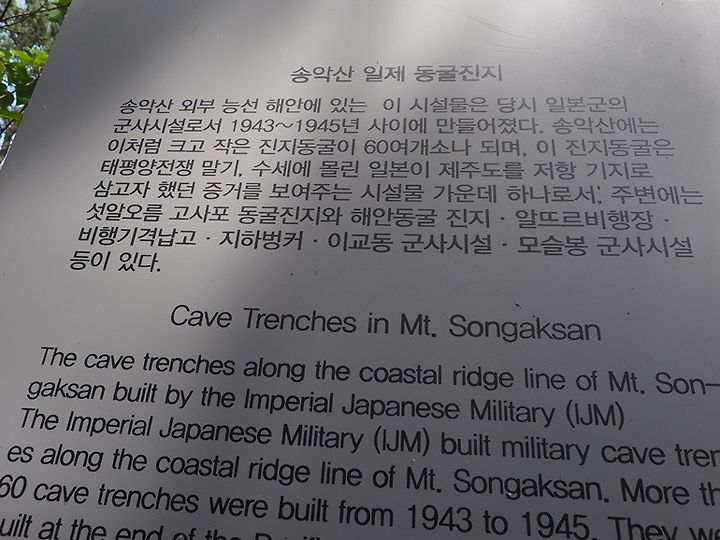 송악산 일제 동굴진지
송악산 외부 능선 해안에 있는 이 시설물은 당시 일본군의
군사시설로서 1943~1945년 사이에 만들어졌다. 송악산에는
이처럼 크고 작은 진지동굴이 60여개소나 되며, 이 진지동굴은
태평양전쟁 말기, 수세에 몰린 일본이 제주도를 저항 기지로
삼고자 했던 증거를 보여주는 시설물 가운데 하나로서, 주변에는
섯알오름 고사포 동굴진지와 해안동굴 진지 · 알뜨르비행장 ·
비행기격납고 · 지하벙커 · 이교동 군사시설 · 모슬봉 군사시설
등이 있다.
Cave Trenches in Mt. Songaksan
The cave trenches along the coastal ridge line of Mt. Son-
gaksan built by the Imperial Japanese Military (IJM)
The Imperial Japanese Military (IJM) built military cave tren
es along the coastal ridge line of Mt. Songaksan. More th
60 cave trenches were built from 1943 to 1945. They we
uilt at the end of the